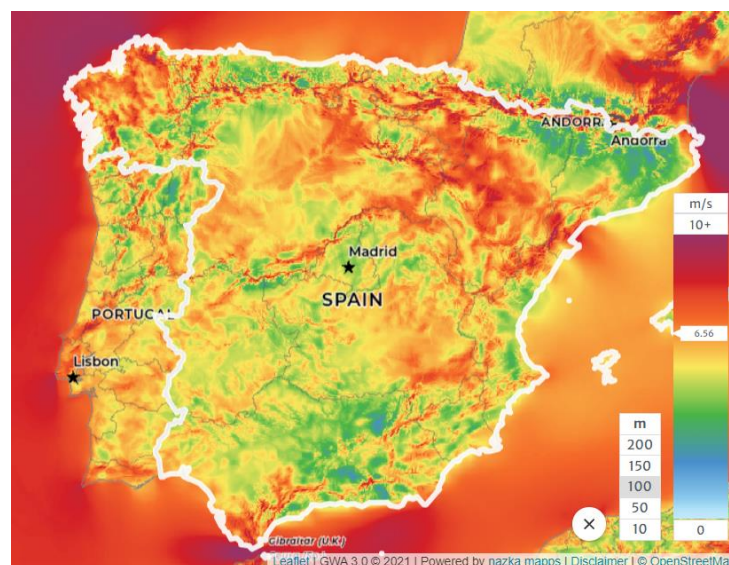 ANDORRA
Andorra
m/s
10+
Madrid
SPAIN
PORTUGAL
6.56
Lisbon
m
200
150
100
50
10
0
Gibraltar (U.K.)
Leaflet | GWA 3.0 © 2021 | Powered by nazka mapps | Disclaimer | © OpenStreetMa